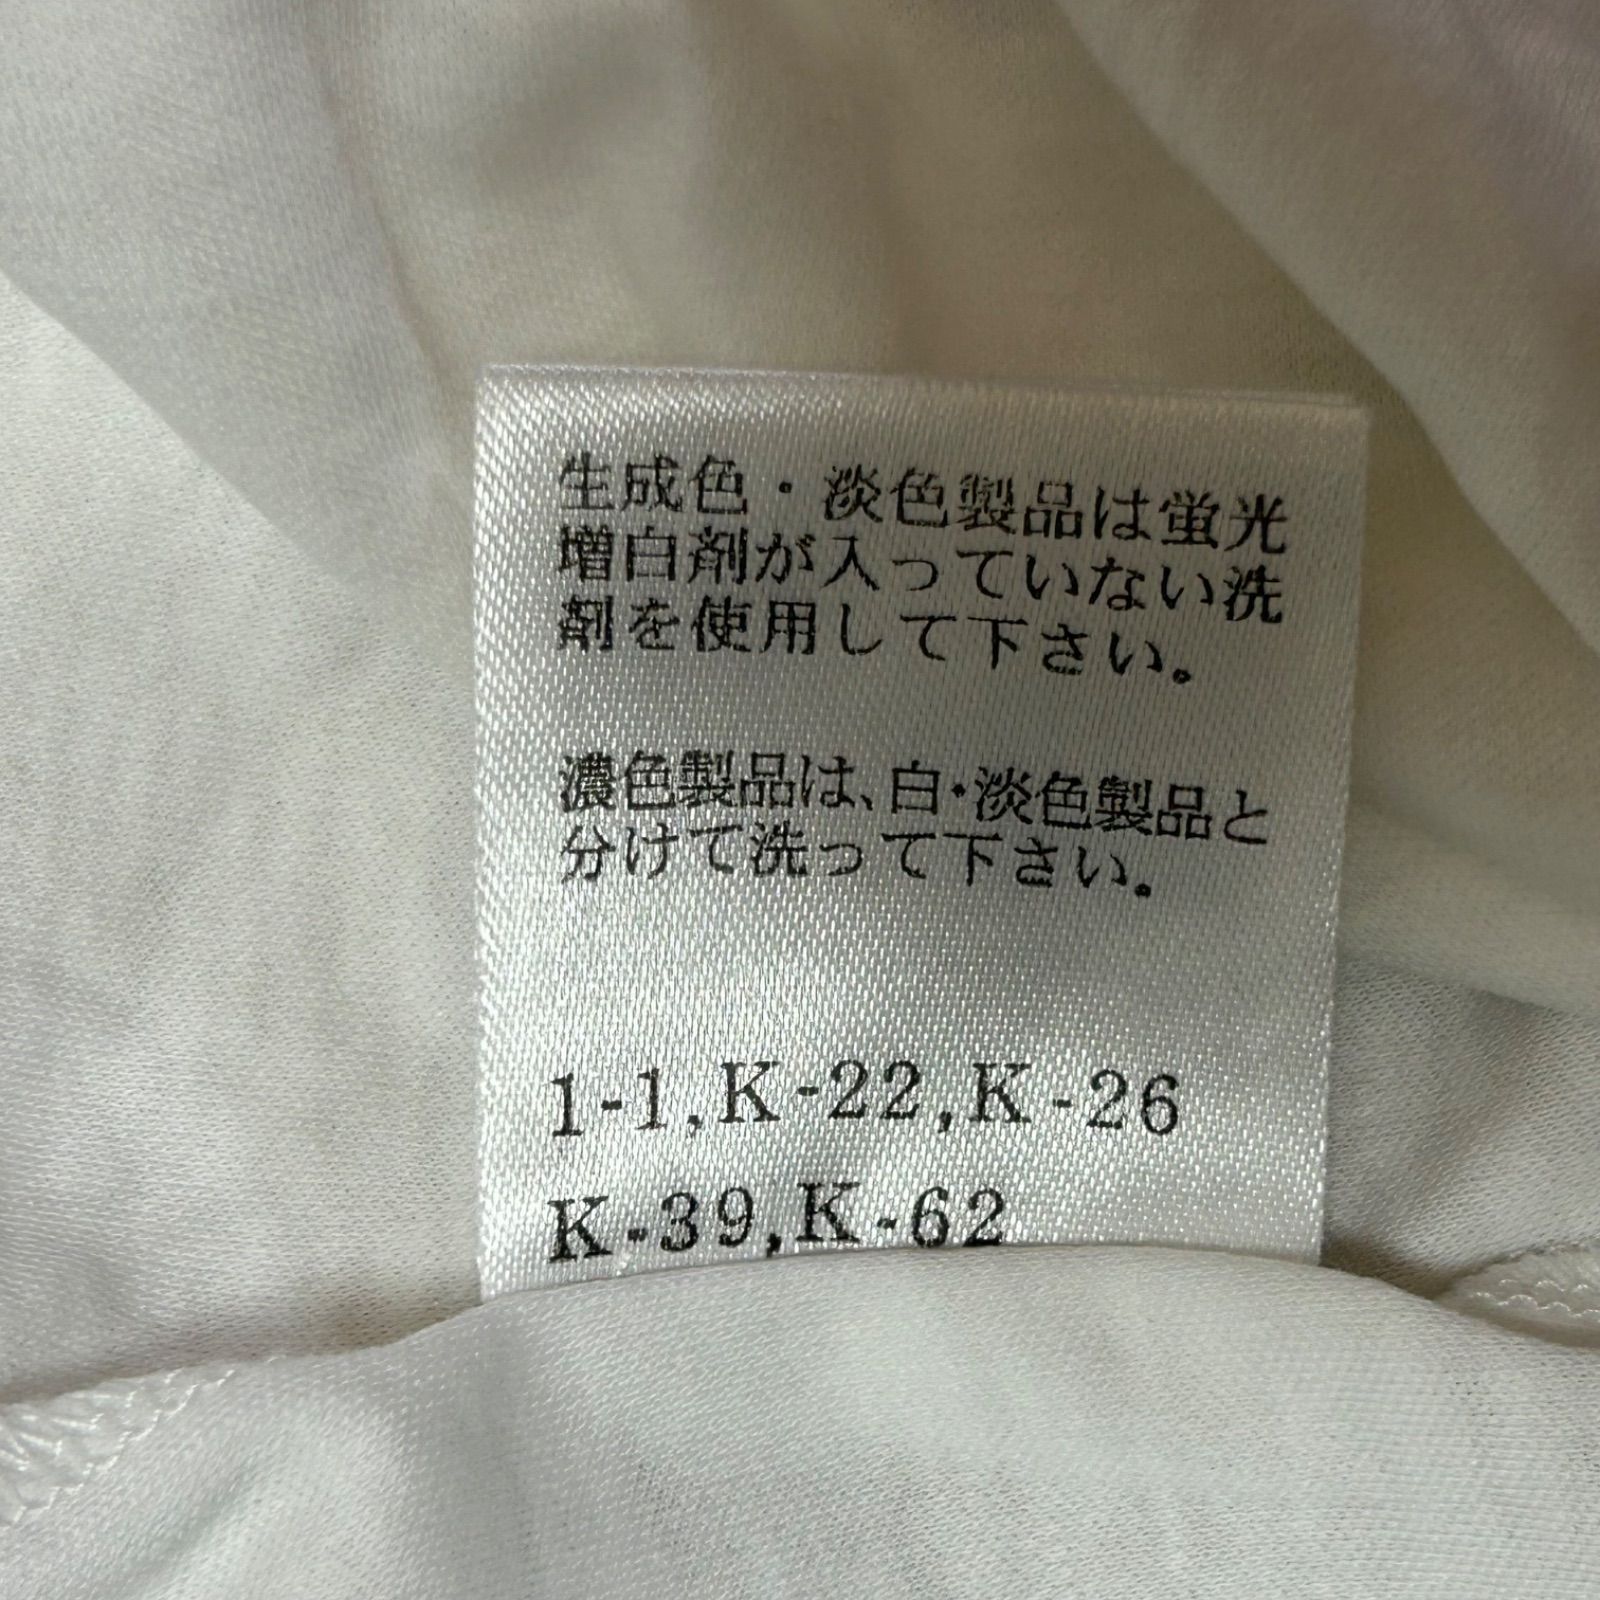 生成色・淡色製品は蛍光
増白剤が入っていない洗
剤を使用して下さい。
濃色製品は、白・淡色製品と
分けて洗って下さい。
1-1,K-22,K-26
K-39,K-62